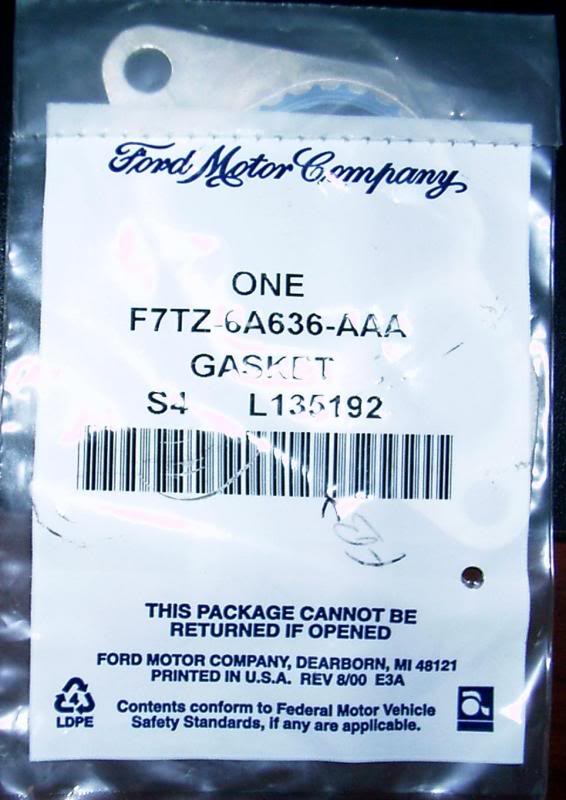 Ford Motor Company
ONE
F7TZ-6A636-AAA
GASKET
S4 L135192
THIS PACKAGE CANNOT BE
RETURNED IF OPENED
FORD MOTOR COMPANY, DEARBORN, MI 48121
PRINTED IN U.S.A. REV 8/00 E3A
4
LDPE
Contents conform to Federal Motor Vehicle
Safety Standards, if any are applicable.